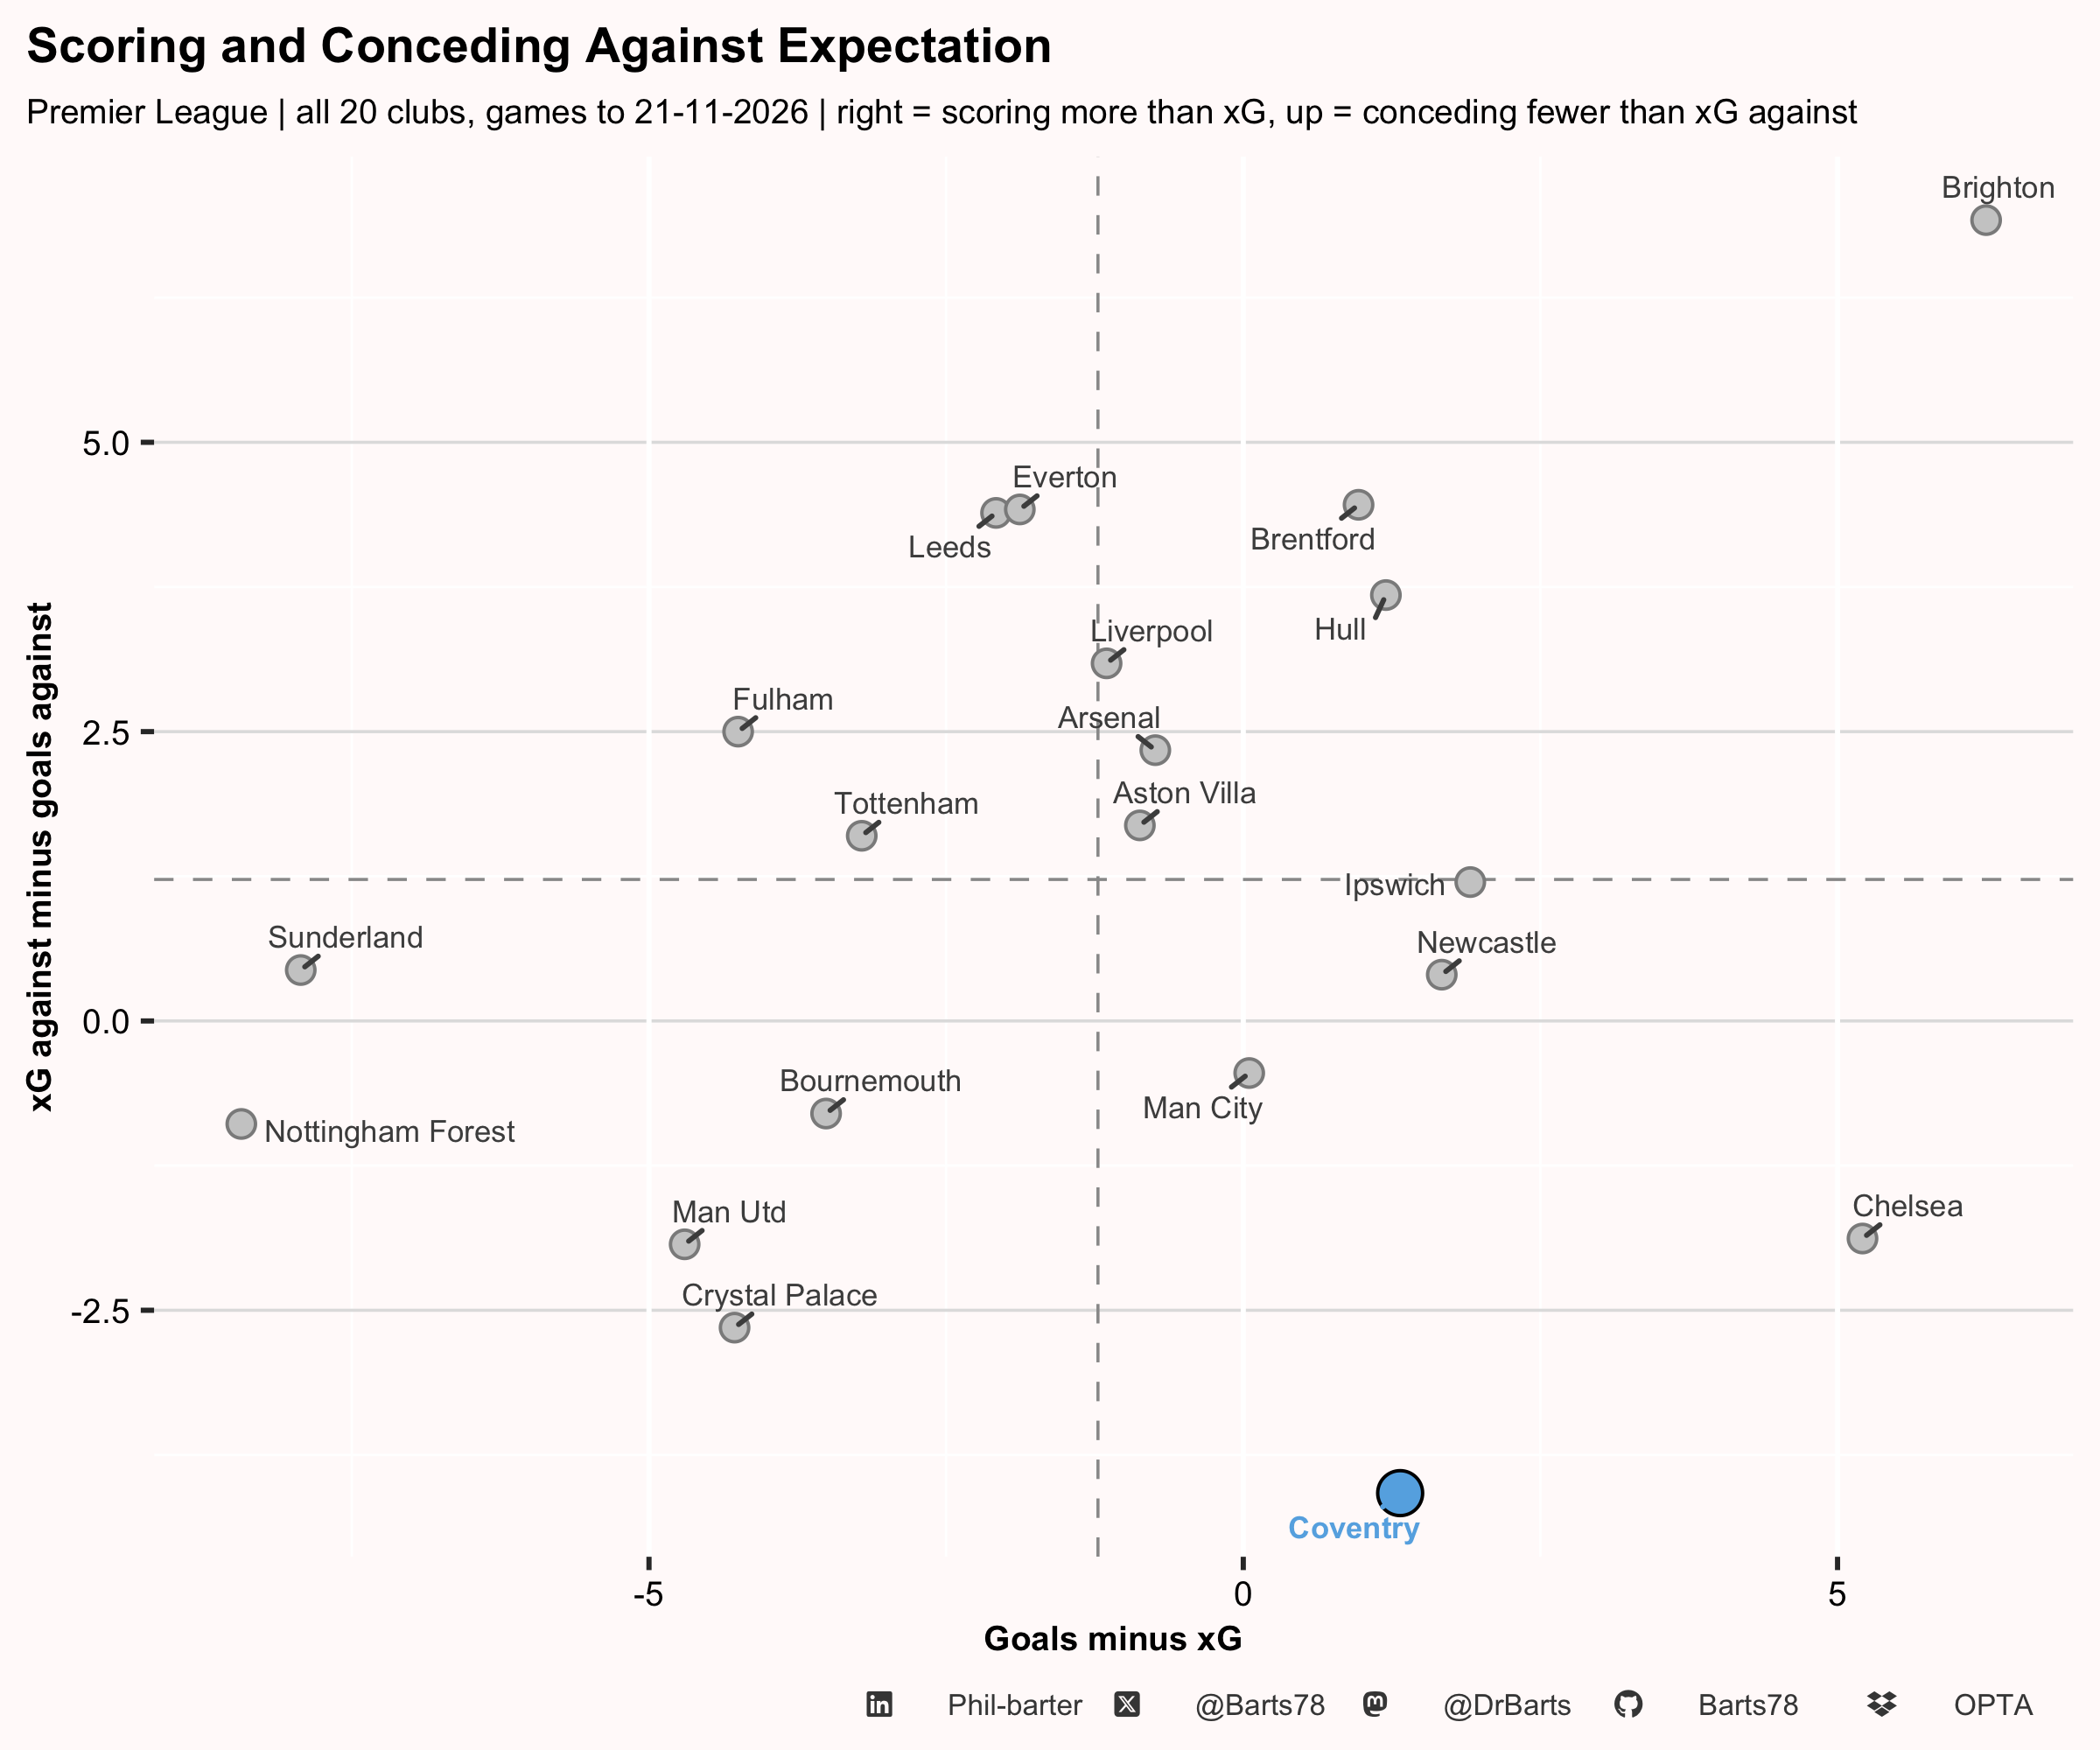 Scoring and Conceding Against Expectation
Premier League | all 20 clubs, games to 21-11-2026 | right = scoring more than xG, up = conceding fewer than xG against
Brighton
5.0
Everton
Leeds
Brentford
Hull
Liverpool
Fulham
Arsenal
2.5
Aston Villa
Tottenham
Ipswich
Sunderland
Newcastle
0.0
Bournemouth
Man City
Nottingham Forest
Man Utd
Chelsea
Crystal Palace
-2.5
Coventry
xG against minus goals against
-5 0 5
Goals minus xG
Phil-barter @Barts78 @DrBarts Barts78 OPTA